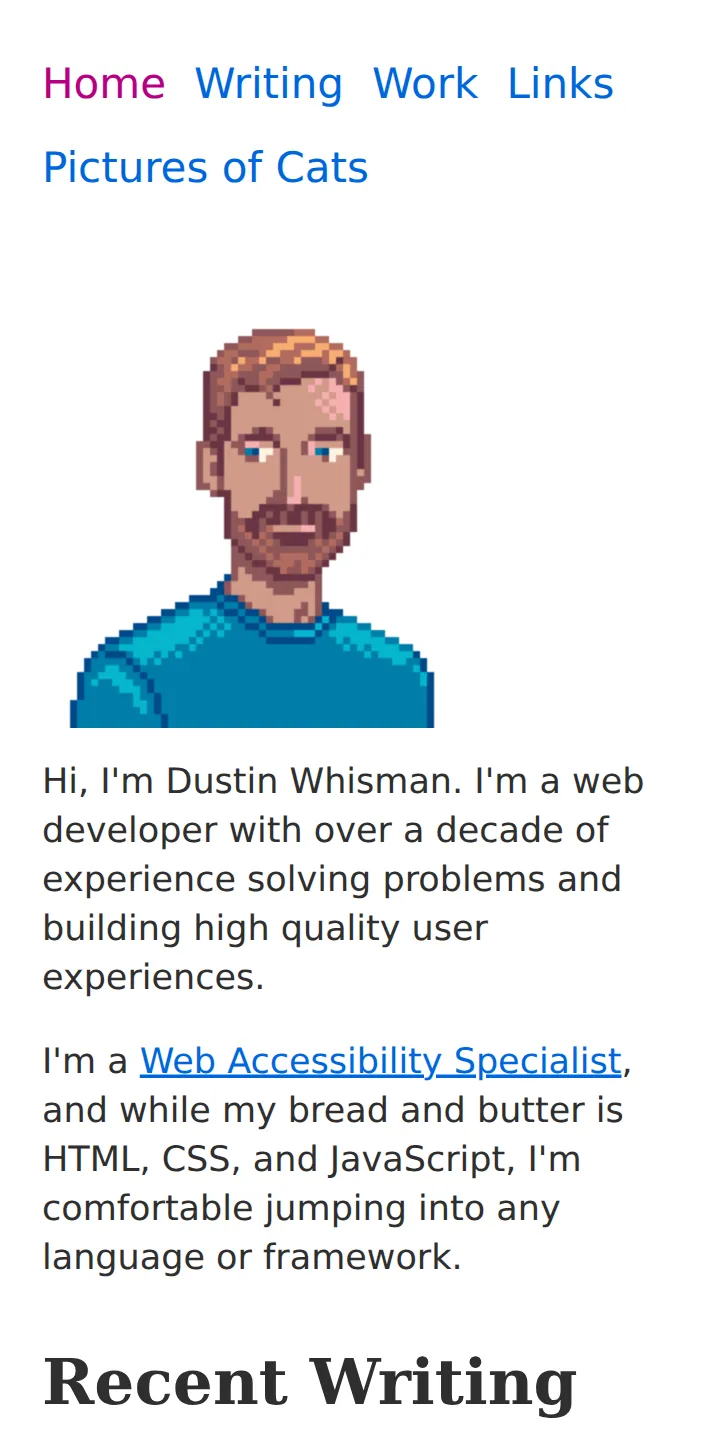 Home Writing Work Links
Pictures of Cats
Hi, I'm Dustin Whisman. I'm a web
developer with over a decade of
experience solving problems and
building high quality user
experiences.
I'm a Web Accessibility Specialist,
and while my bread and butter is
HTML, CSS, and JavaScript, I'm
comfortable jumping into any
language or framework.
Recent Writing